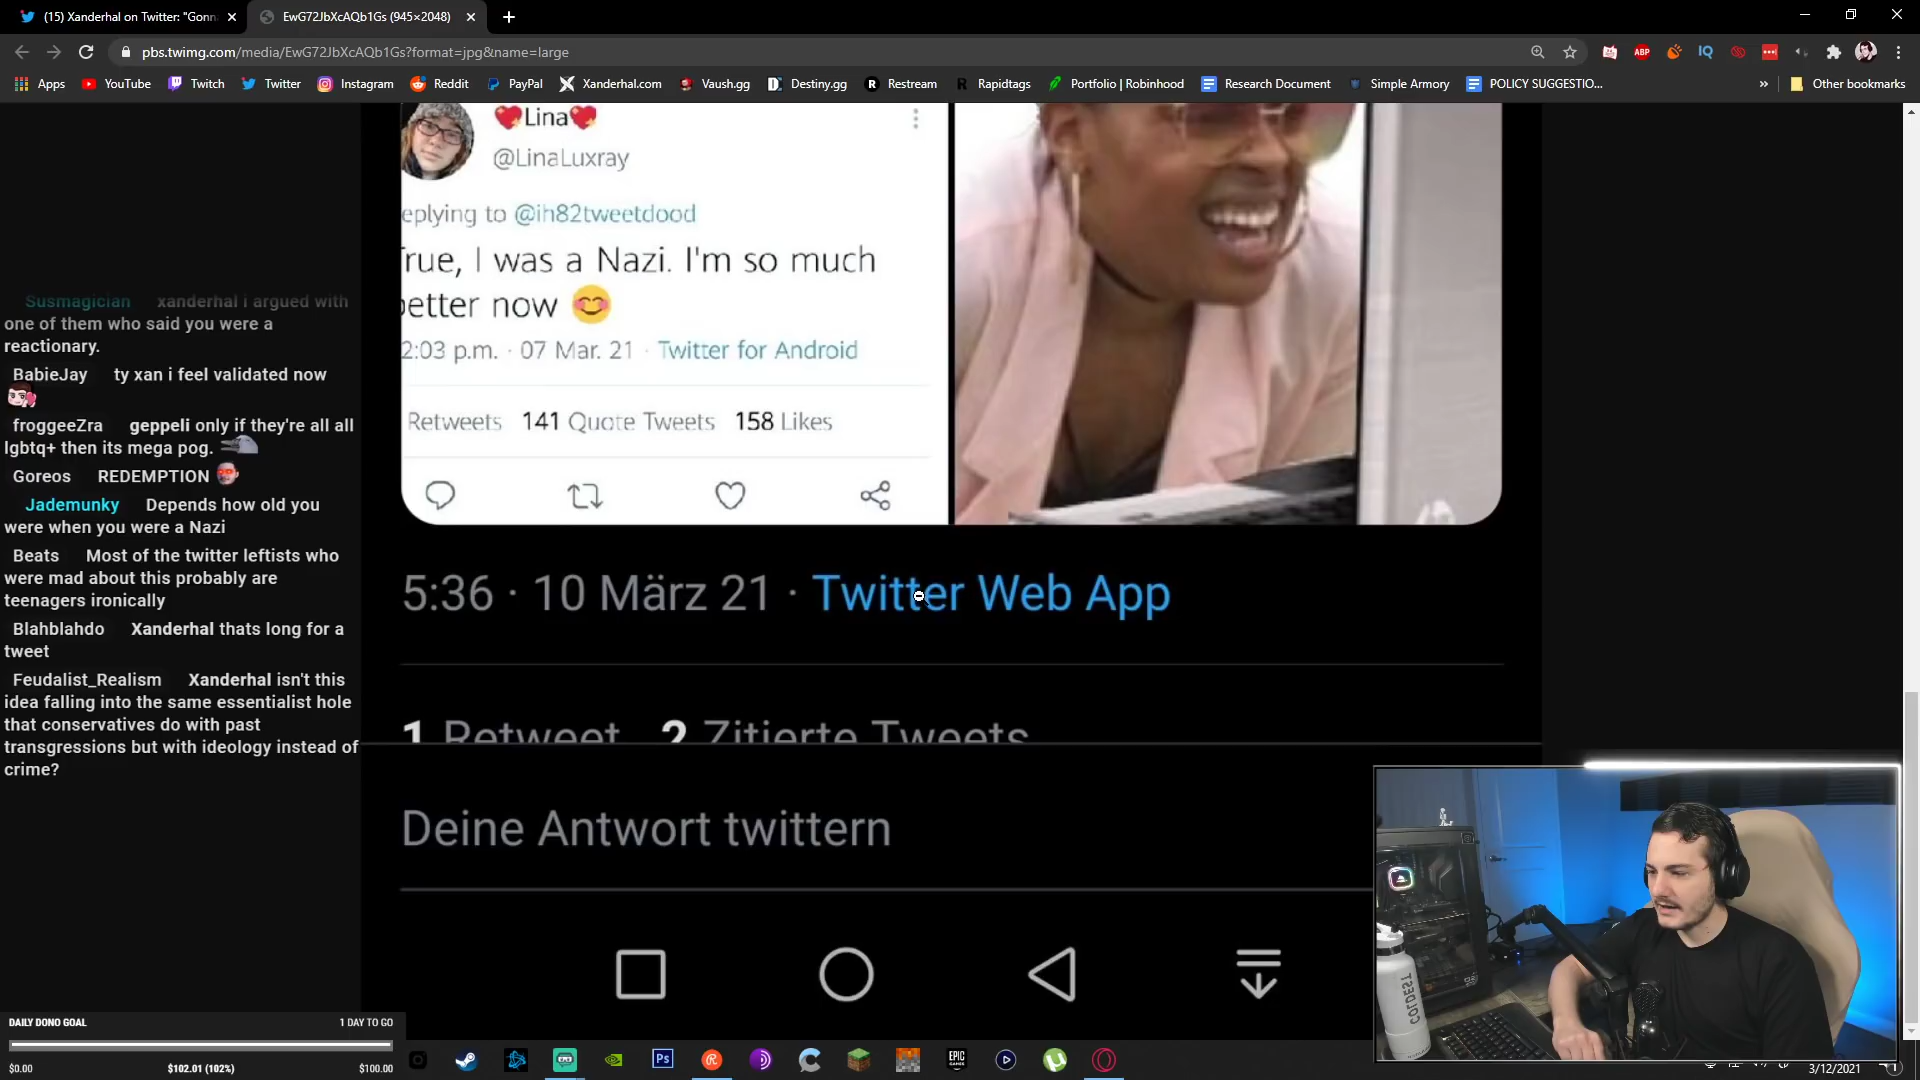 (15) Xanderhal on Twitter: "Gonn
EwG72JbXcAQb1Gs (945×2048)
pbs.twimg.com/media/EwG72JbXcAQb1Gs?format=jpg&name=large
Apps
YouTube
Twitch
Twitter
Instagram
Reddit
PayPal
Xanderhal.com
Vaush.gg
Destiny.gg
Restream
Rapidtags
Portfolio | Robinhood
Research Document
Simple Armory
POLICY SUGGESTIO...
»
Other bookmarks
ABP
IQ
Susmagician xanderhal i argued with
one of them who said you were a
reactionary.
BabieJay ty xan i feel validated now
froggeeZra geppeli only if they're all all
lgbtq+ then its mega pog.
Goreos REDEMPTION
Jademunky Depends how old you
were when you were a Nazi
Beats Most of the twitter leftists who
were mad about this probably are
teenagers ironically
Blahblahdo Xanderhal thats long for a
tweet
Feudalist_Realism Xanderhal isn't this
idea falling into the same essentialist hole
that conservatives do with past
transgressions but with ideology instead of
crime?
💖Lina💖
@LinaLuxray
eplying to @ih82tweetdood
rue, I was a Nazi. I'm so much
etter now 😊
2:03 p.m. · 07 Mar. 21 · Twitter for Android
Retweets 141 Quote Tweets 158 Likes
5:36 · 10 März 21 · Twitter Web App
1 Retweet 2 Zitierte Tweets
Deine Antwort twittern
COLDEST
DAILY DONO GOAL
1 DAY TO GO
$0.00
$102.01 (102%)
$100.00
Ps
EPIC
GAMES
3/12/2021